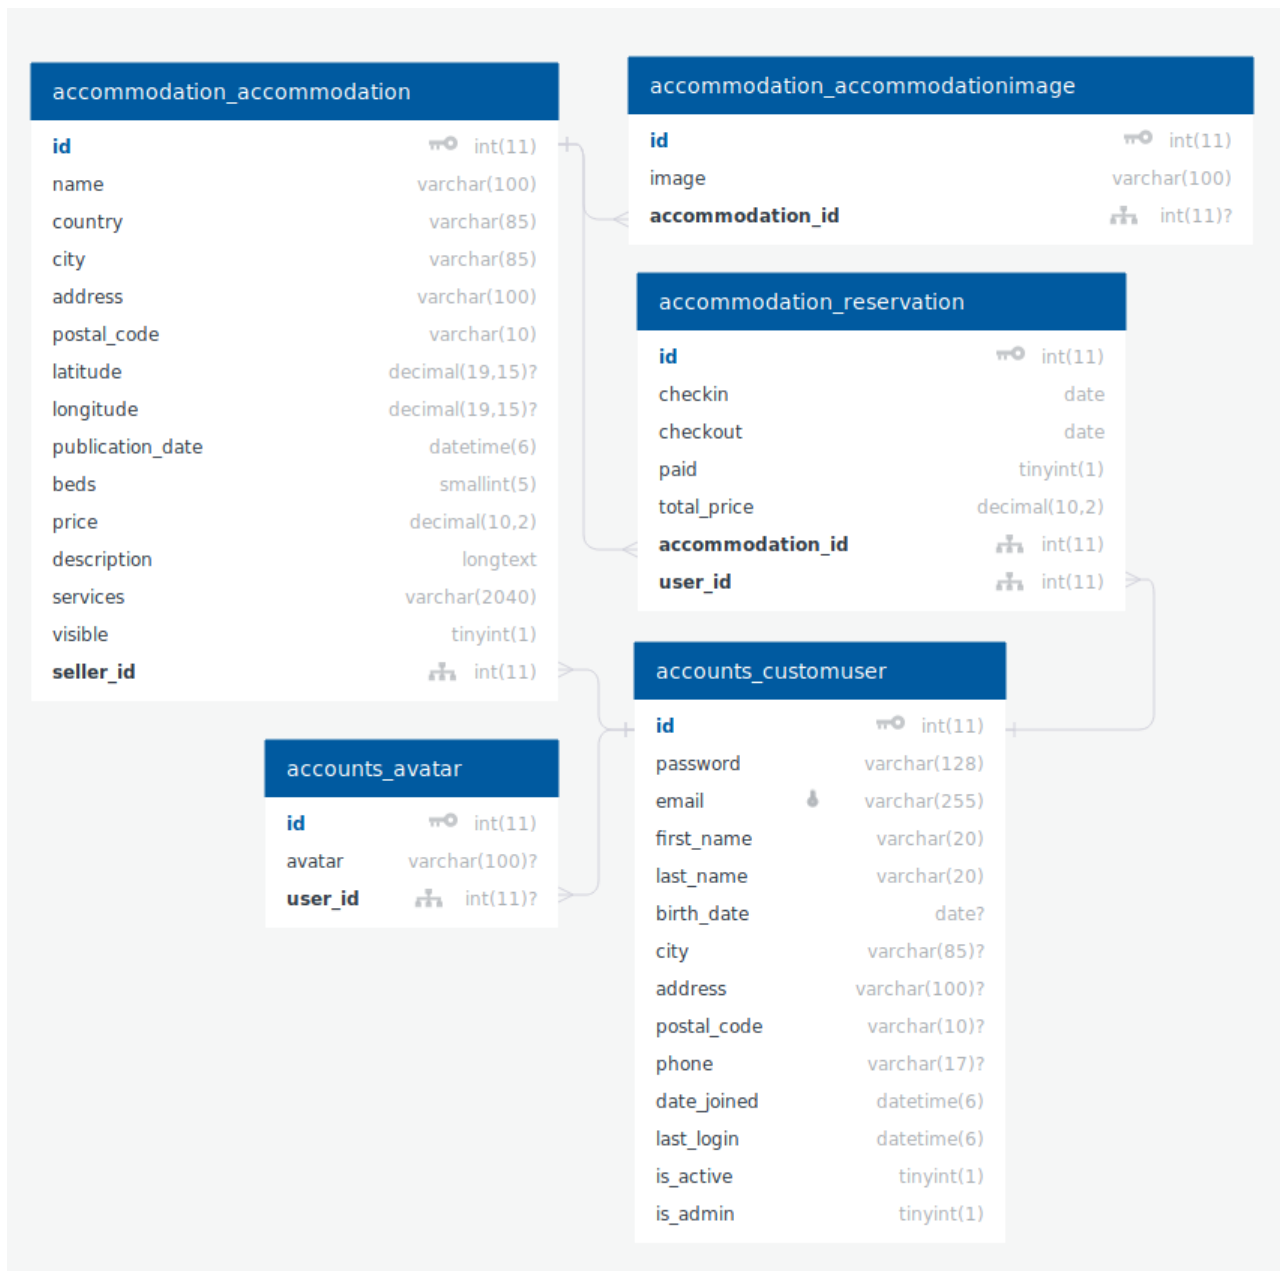 accommodation_accommodation
id int(11)
name varchar(100)
country varchar(85)
city varchar(85)
address varchar(100)
postal_code varchar(10)
latitude decimal(19,15)?
longitude decimal(19,15)?
publication_date datetime(6)
beds smallint(5)
price decimal(10,2)
description longtext
services varchar(2040)
visible tinyint(1)
seller_id int(11)
accommodation_accommodationimage
id int(11)
image varchar(100)
accommodation_id int(11)?
accommodation_reservation
id int(11)
checkin date
checkout date
paid tinyint(1)
total_price decimal(10,2)
accommodation_id int(11)
user_id int(11)
accounts_avatar
id int(11)
avatar varchar(100)?
user_id int(11)?
accounts_customuser
id int(11)
password varchar(128)
email varchar(255)
first_name varchar(20)
last_name varchar(20)
birth_date date?
city varchar(85)?
address varchar(100)?
postal_code varchar(10)?
phone varchar(17)?
date_joined datetime(6)
last_login datetime(6)
is_active tinyint(1)
is_admin tinyint(1)